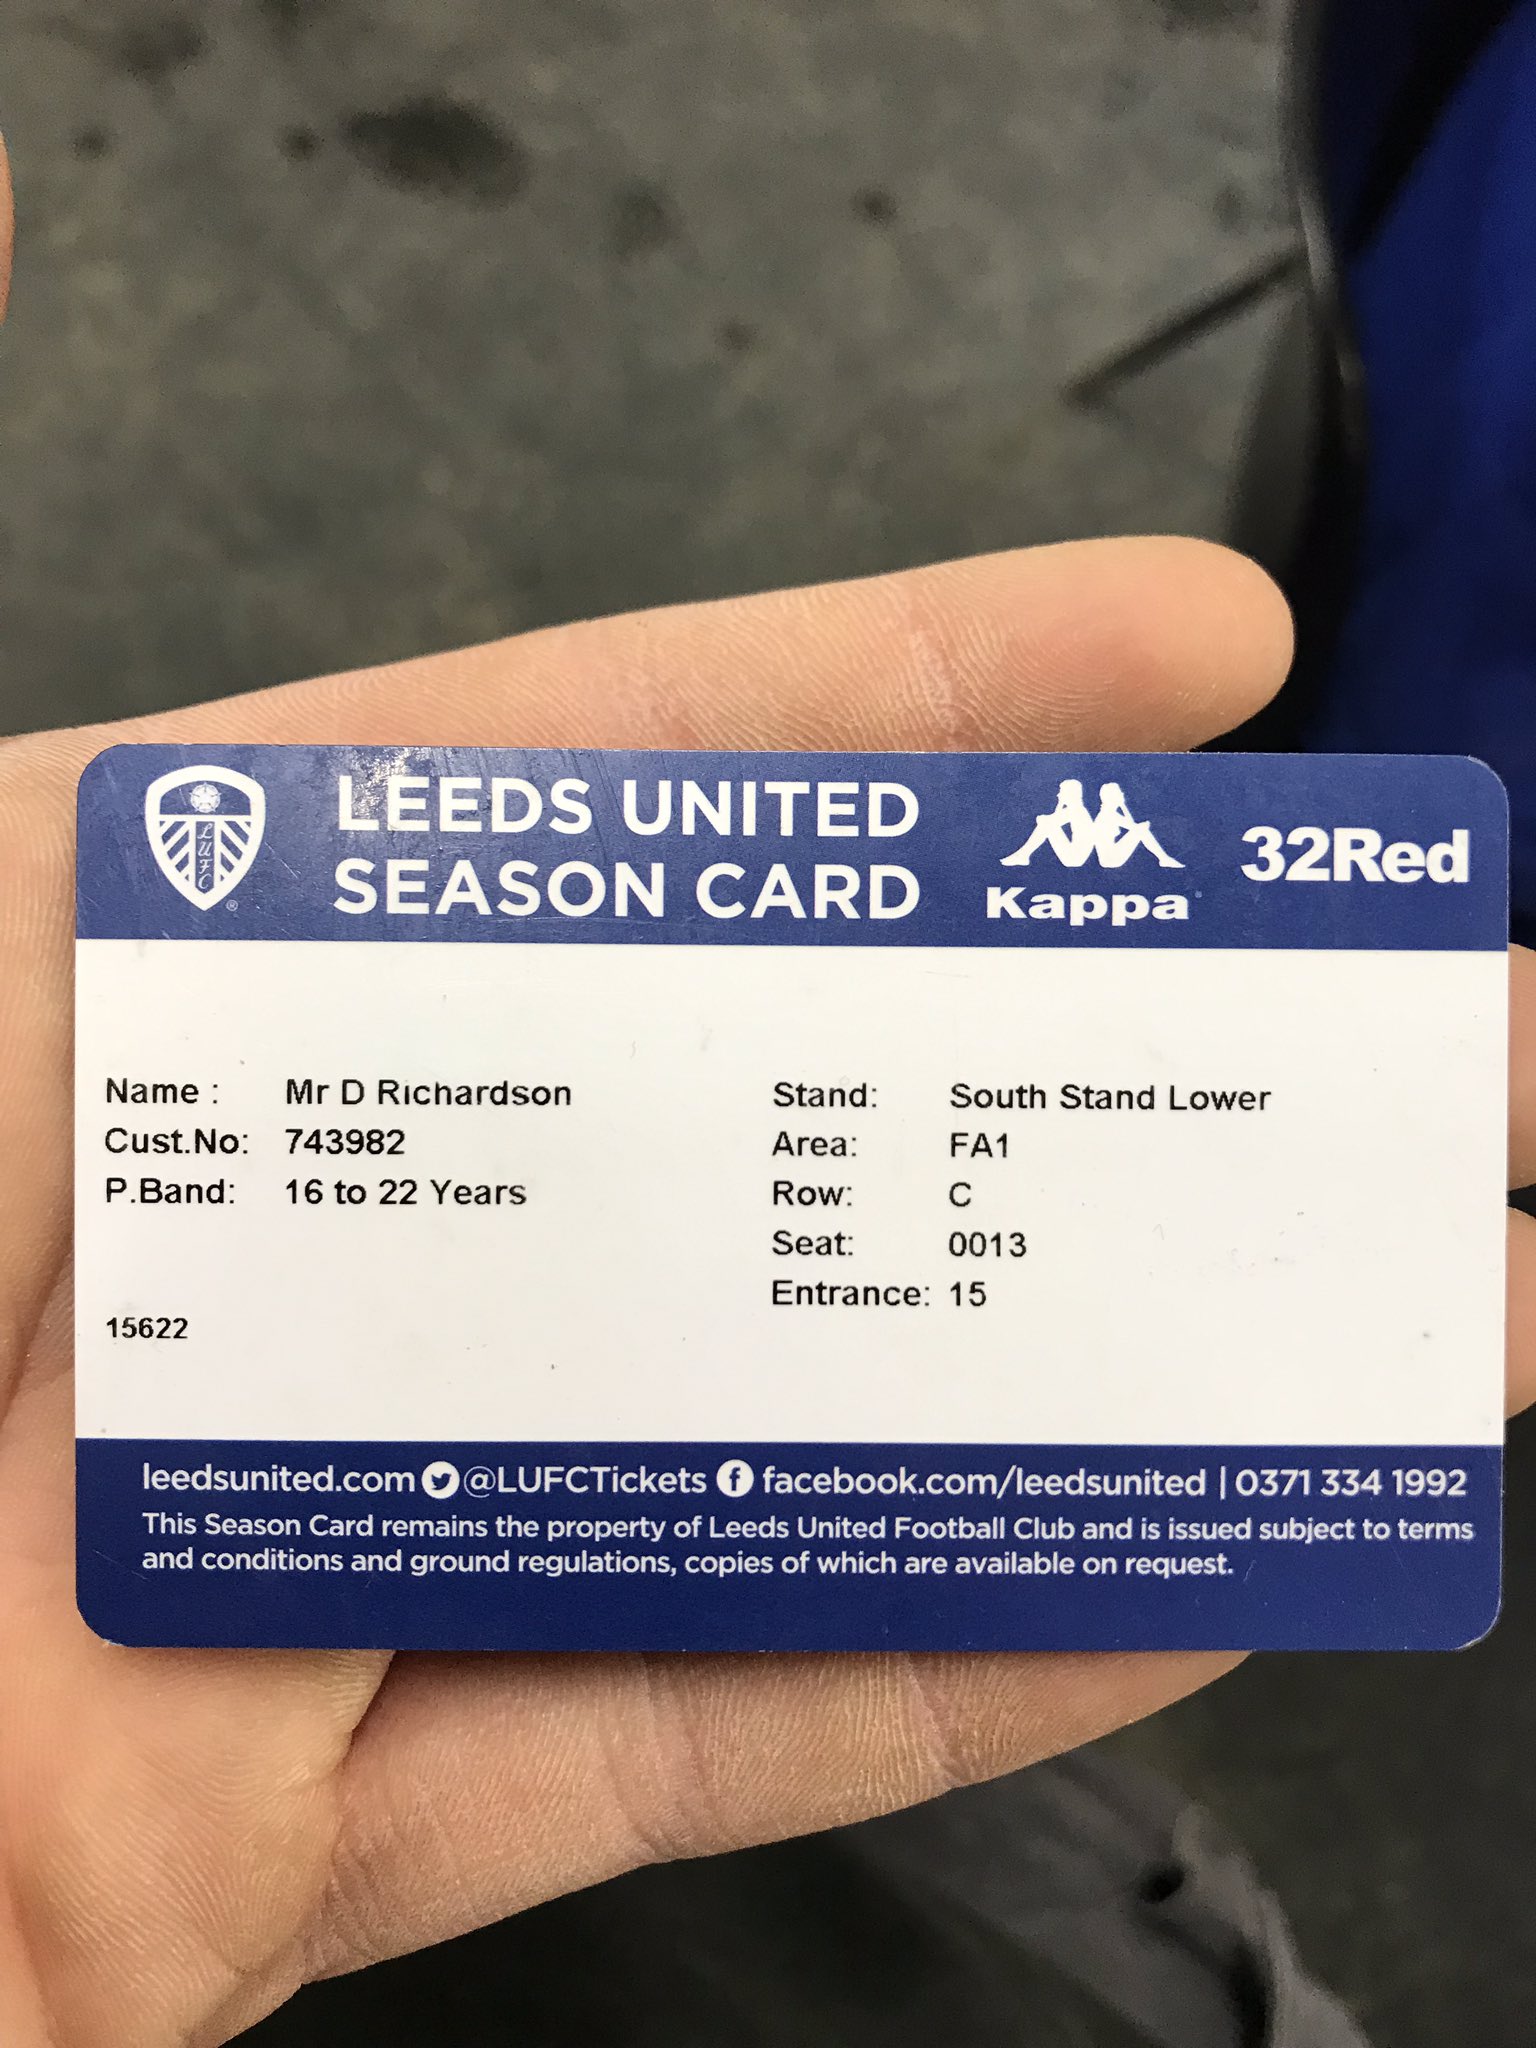 LUFC
LEEDS UNITED
SEASON CARD
Kappa
32Red
Name : Mr D Richardson
Cust.No: 743982
P.Band: 16 to 22 Years
15622
Stand: South Stand Lower
Area: FA1
Row: C
Seat: 0013
Entrance: 15
leedsunited.com @LUFCTickets facebook.com/leedsunited | 0371 334 1992
This Season Card remains the property of Leeds United Football Club and is issued subject to terms
and conditions and ground regulations, copies of which are available on request.